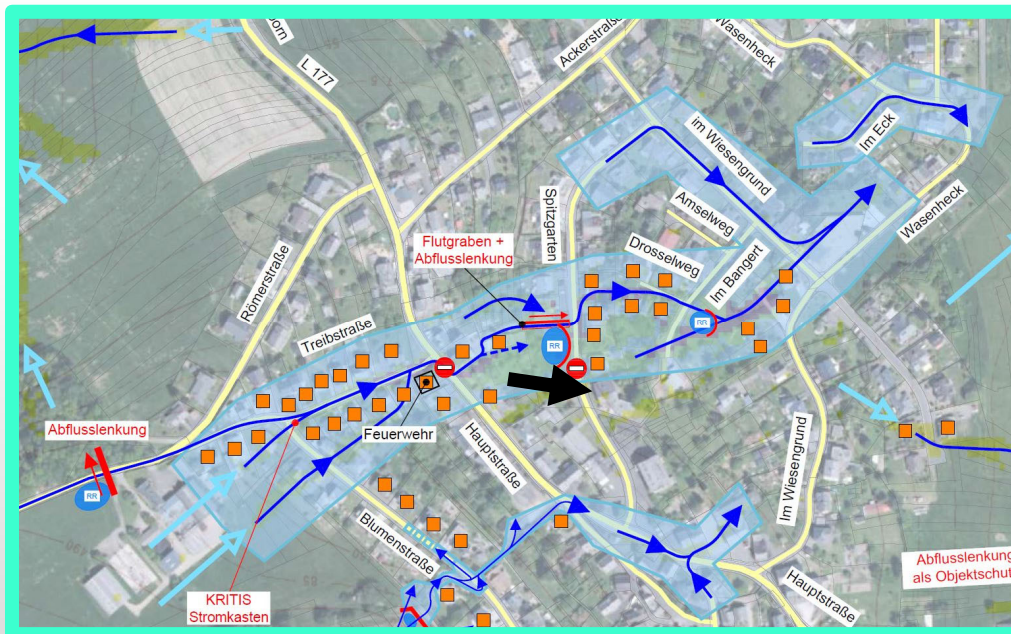 born
L 177
Ackerstraße
Wasenheck
Im Eck
im Wiesengrund
Spitzgarten
Amselweg
Wasenheck
Flutgraben +
Abflusslenkung
Drosselweg
Im Bangert
Römerstraße
Treibstraße
RR
RR
Abflusslenkung
Feuerwehr
Hauptstraße
Im Wiesengrund
RR
Blumenstraße
KRITIS
Stromkasten
Hauptstraße
Abflusslenkung
als Objektschut